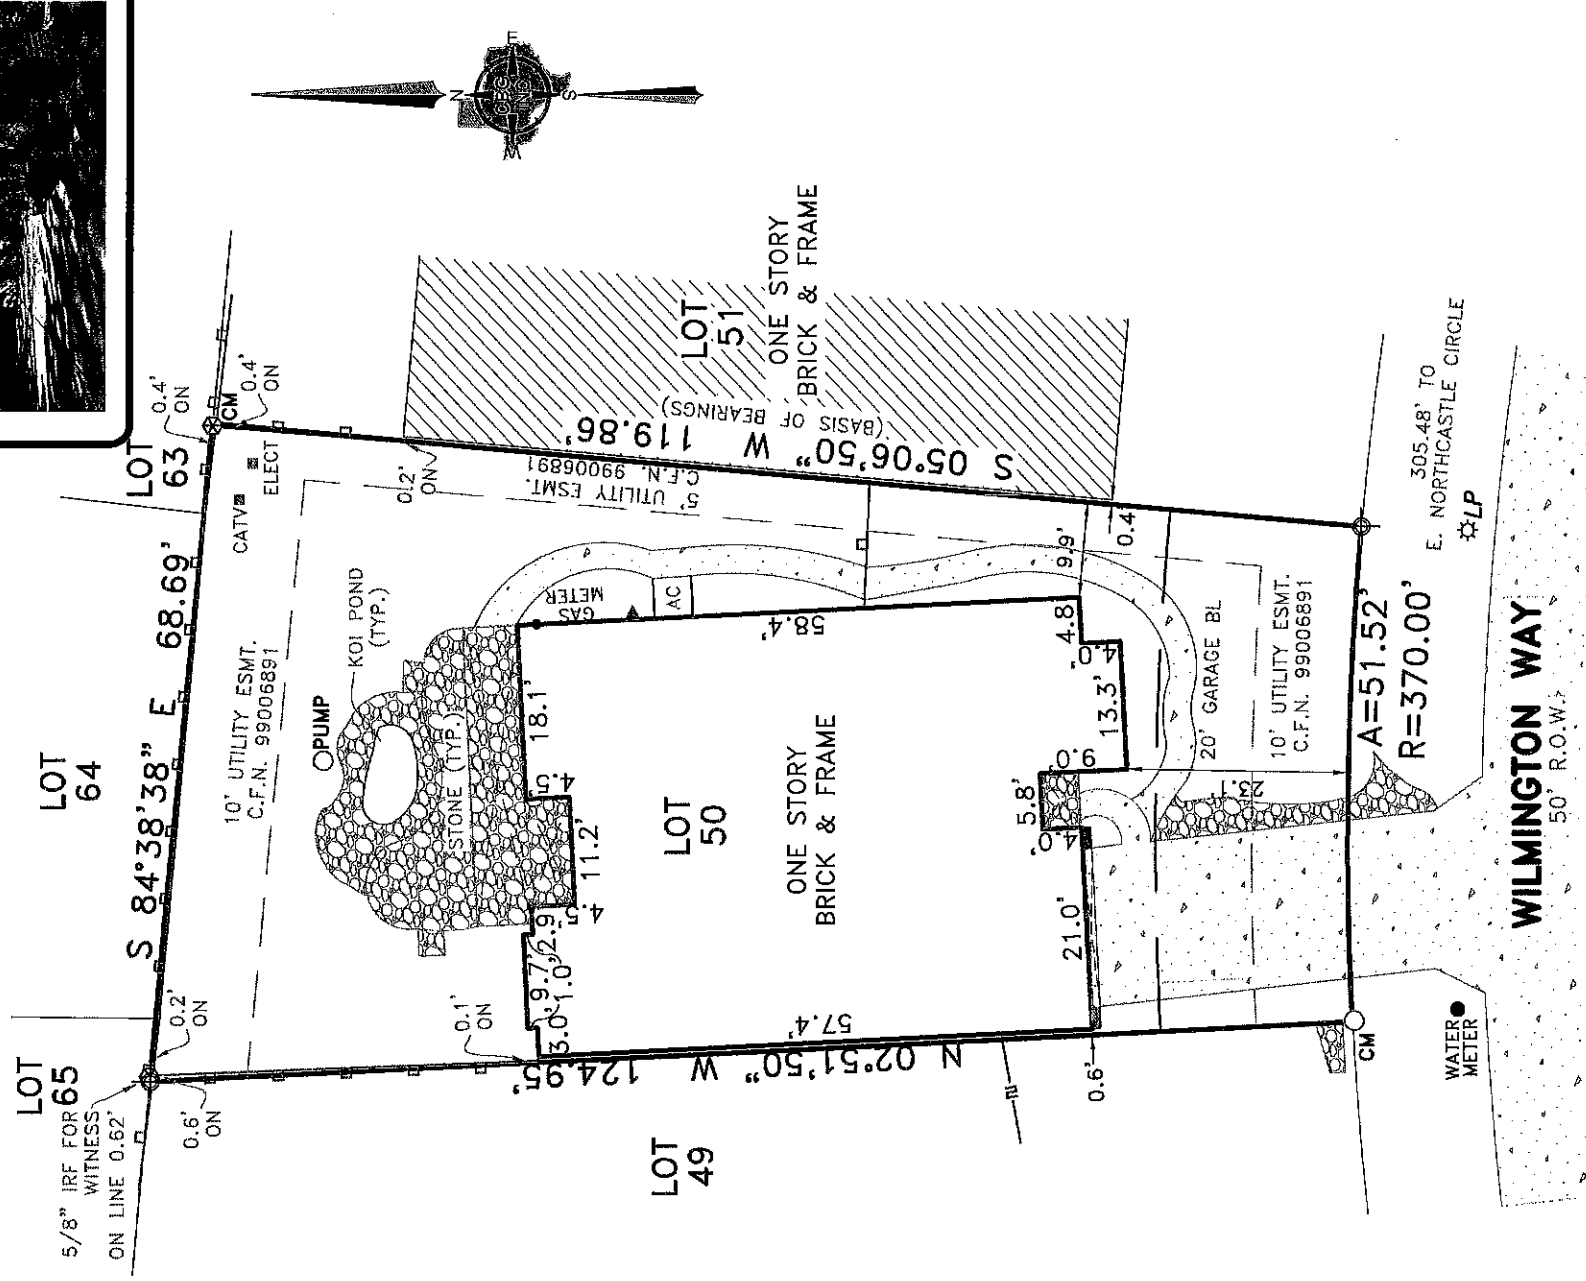 N
E
W
S
LOT
65
5/8" IRF FOR
WITNESS
ON LINE 0.62'
0.2'
ON
0.6'
ON
LOT
64
S 84°38'38" E 68.69'
LOT
63
0.4'
ON
CM
0.4'
ON
CATV
ELECT
10' UTILITY ESMT.
C.F.N. 99006891
PUMP
KOI POND
(TYP.)
STONE (TYP.)
0.2'
ON
5' UTILITY ESMT.
C.F.N. 99006891
S 05°06'50" W 119.86'
(BASIS OF BEARINGS)
LOT
51
ONE STORY
BRICK & FRAME
GAS
METER
AC
0.1'
ON
3.0'
9.7'
1.0'
2.9'
4.5'
11.2'
4.5'
18.1'
58.4'
LOT
50
ONE STORY
BRICK & FRAME
57.4'
N 02°51'50" W 124.95'
LOT
49
0.6'
21.0'
4.0'
5.8'
9.0'
13.3'
4.0'
4.8'
9.9'
0.4'
20' GARAGE BL
10' UTILITY ESMT.
C.F.N. 99006891
23.1'
A=51.52'
R=370.00'
305.48' TO
E. NORTHCASTLE CIRCLE
LP
CM
WATER
METER
WILMINGTON WAY
50' R.O.W.